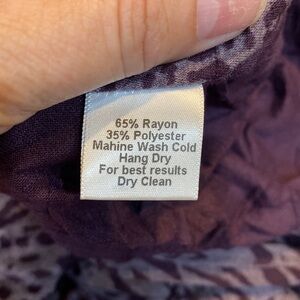 65% Rayon
35% Polyester
Mahine Wash Cold
Hang Dry
For best results
Dry Clean